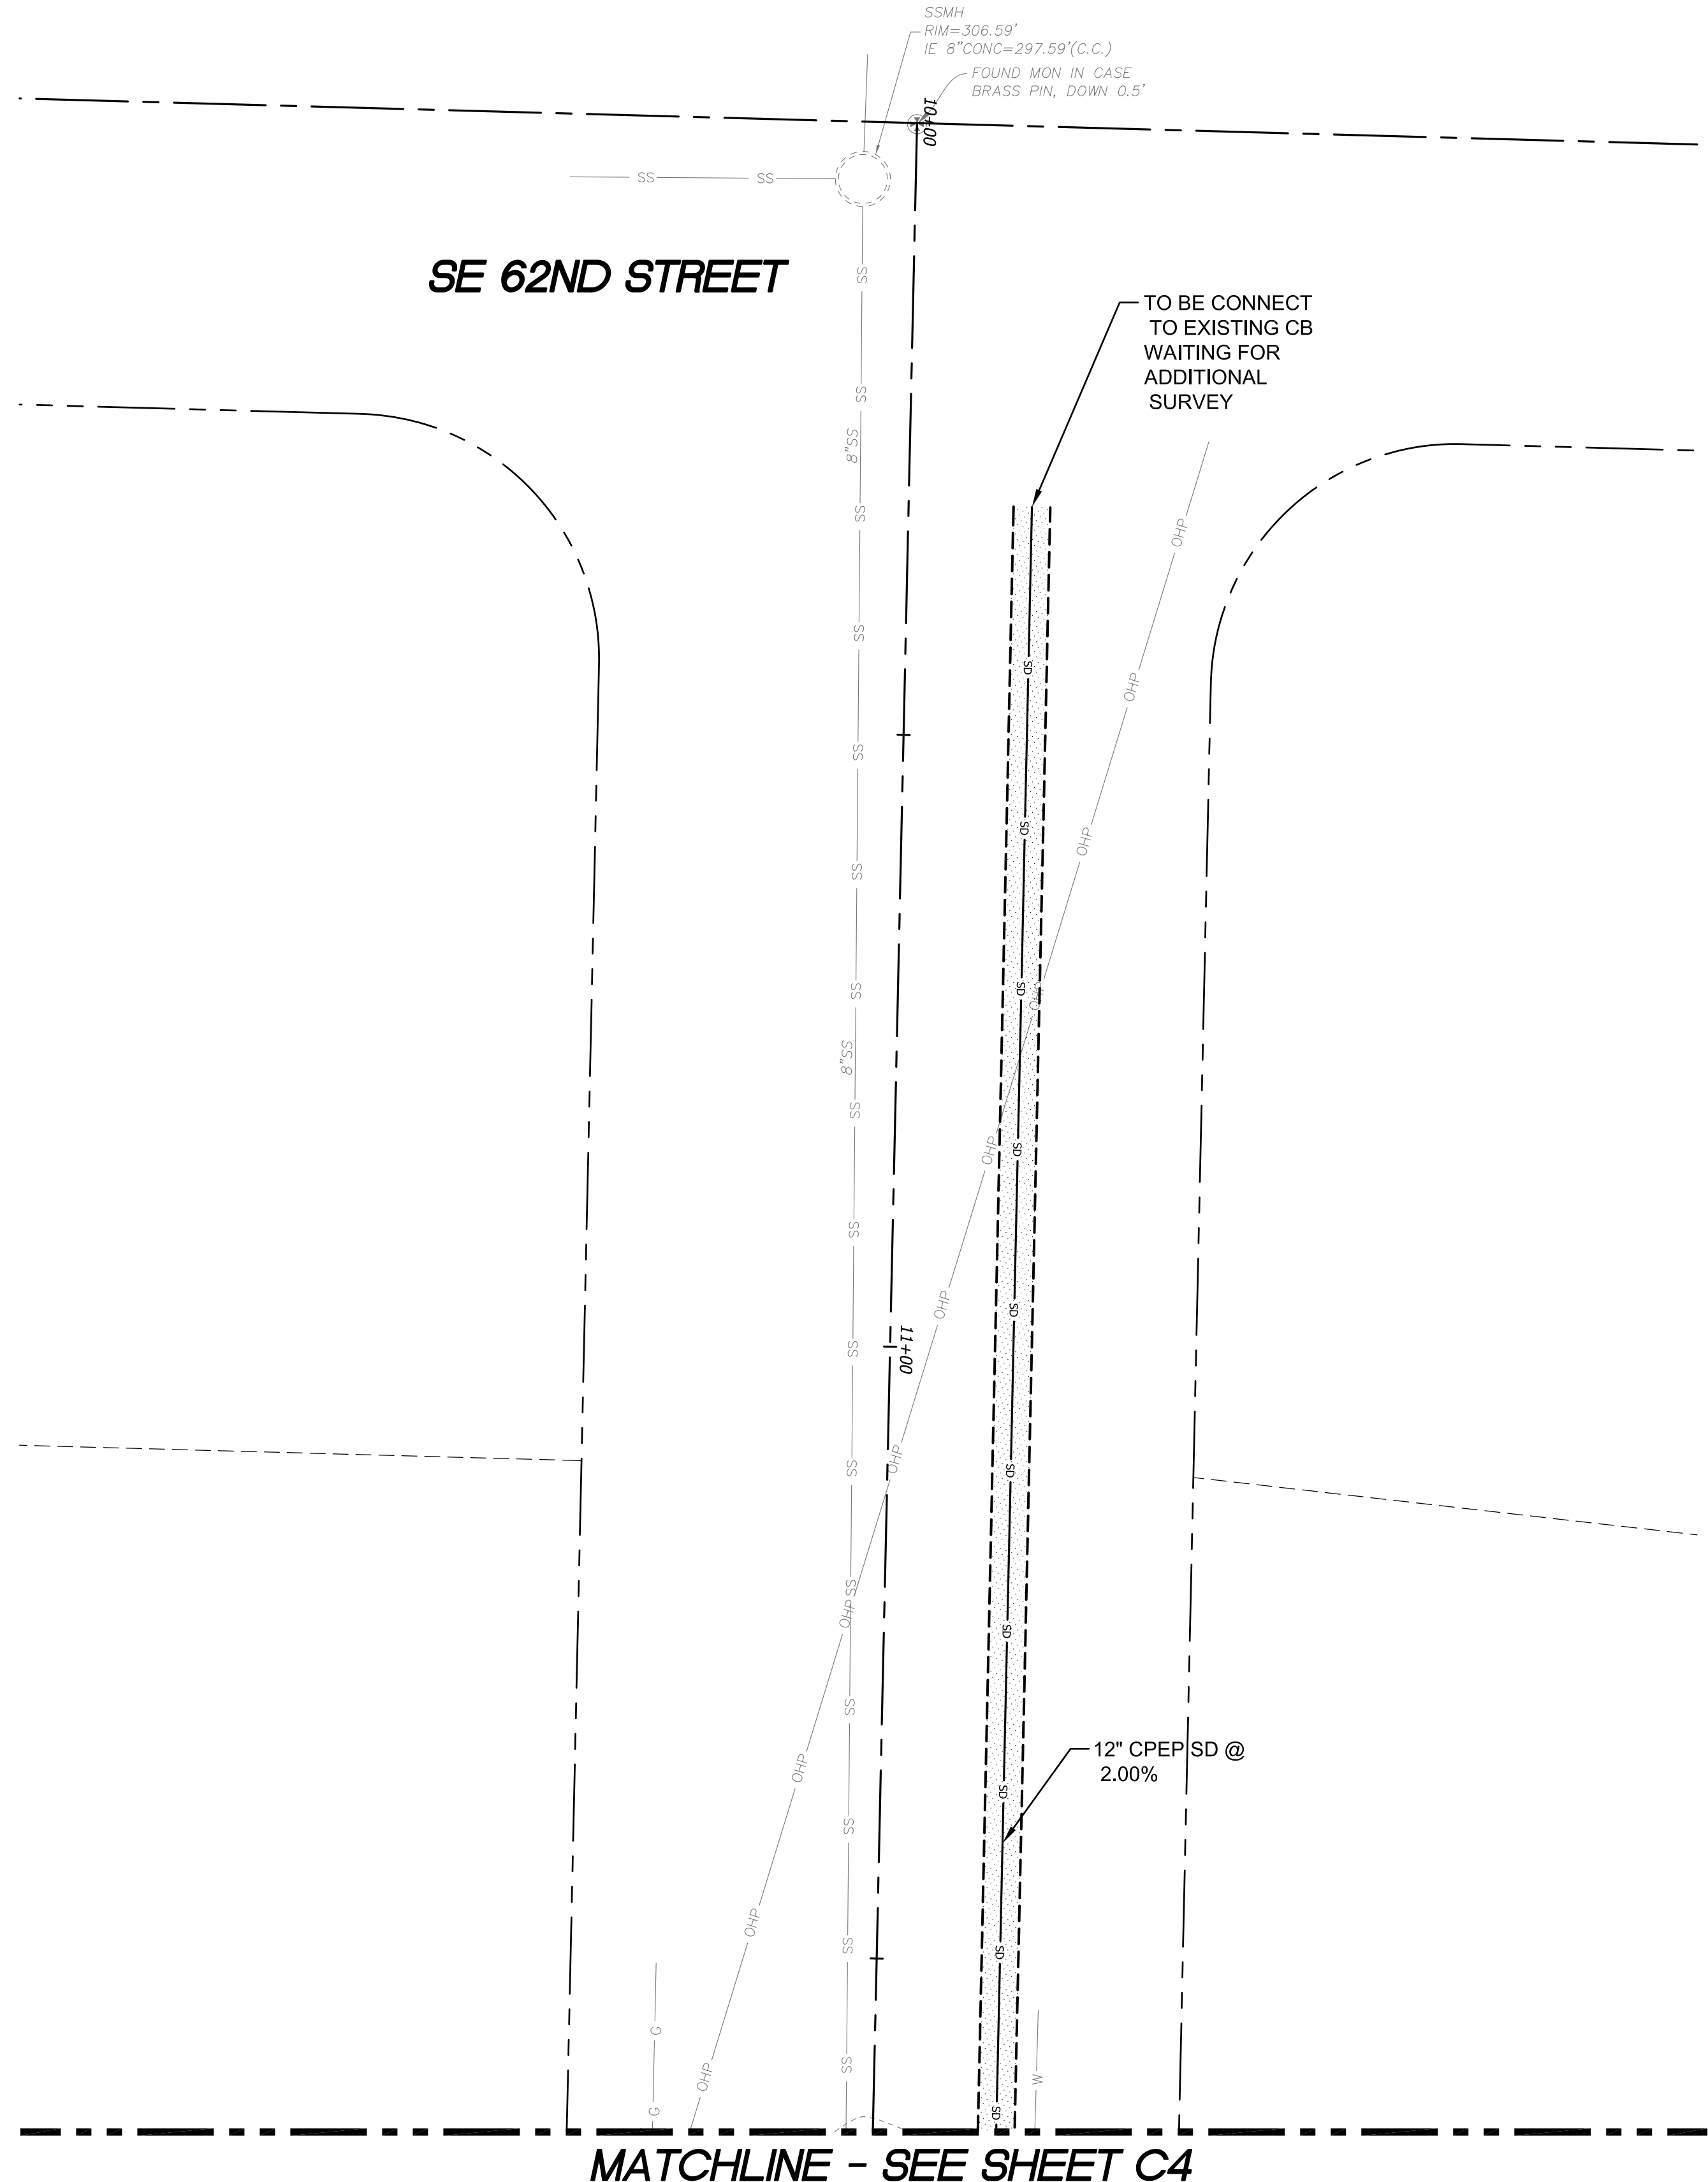 SSMH
RIM=306.59'
IE 8"CONC=297.59'(C.C.)
FOUND MON IN CASE
BRASS PIN, DOWN 0.5'
10+00
SS SS
SE 62ND STREET
TO BE CONNECT
TO EXISTING CB
WAITING FOR
ADDITIONAL
SURVEY
SS
SS
8"SS
SS
OHP
SS
SD
OHP
SS
SD
OHP
SS
SS
SD
OHP
8"SS
SS
OHP
SD
SS
OHP
SD
SS
11+00
OHP
SS
SD
SS
OHP
SD
SS
12" CPEP SD @
2.00%
OHP
SD
SS
OHP
SS
SD
G
OHP
SS
W
G
SD
MATCHLINE - SEE SHEET C4